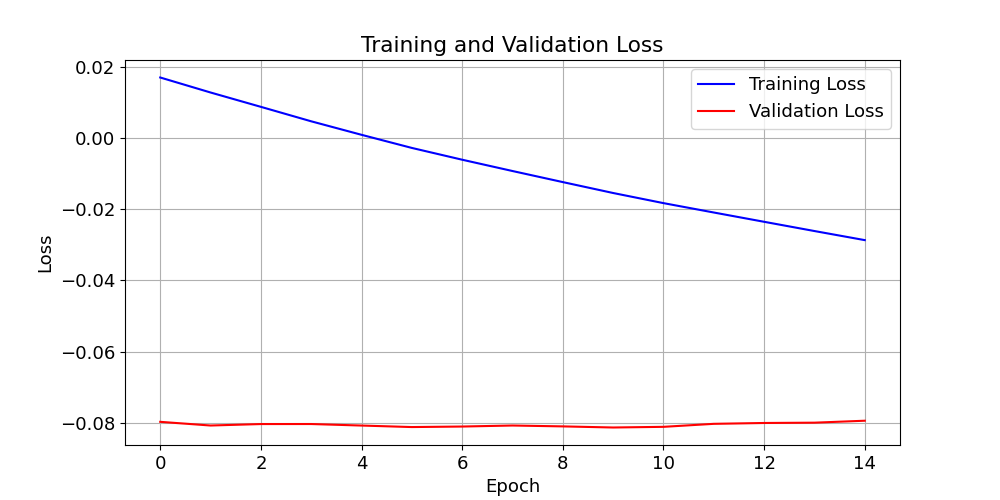 Training and Validation Loss
0.02
0.00
−0.02
−0.04
−0.06
−0.08
Loss
Training Loss
Validation Loss
0 2 4 6 8 10 12 14
Epoch